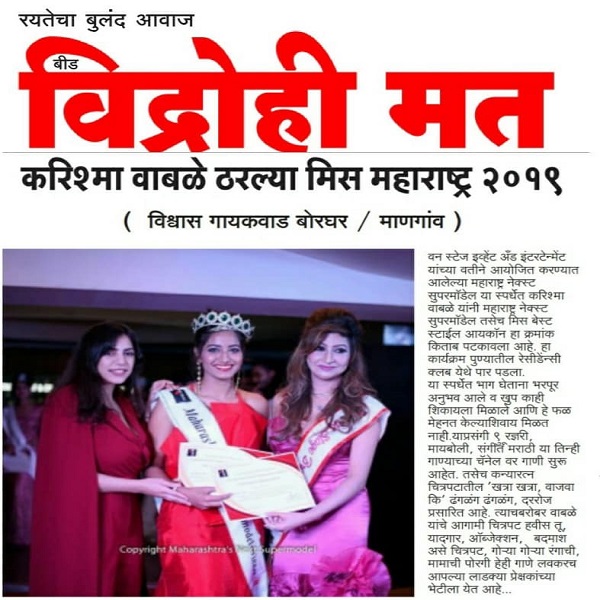 रयतेचा बुलंद आवाज
बीड
विद्रोही मत
करिश्मा वाबळे ठरल्या मिस महाराष्ट्र २०१९
( विश्वास गायकवाड बोरघर / माणगांव )
वन स्टेज इव्हेंट अँड इंटरटेन्मेंट
यांच्या वतीने आयोजित करण्यात
आलेल्या महाराष्ट्र नेक्स्ट
सुपरमॉडेल या स्पर्धेत करिश्मा
वाबळे यांनी महाराष्ट्र नेक्स्ट
सुपरमॉडेल तसेच मिस बेस्ट
स्टाईल आयकॉन हा क्रमांक
किताब पटकावला आहे. हा
कार्यक्रम पुण्यातील रेसीडेंन्सी
क्लब येथे पार पडला.
या स्पर्धेत भाग घेताना भरपूर
अनुभव आले व खुप काही
शिकायला मिळाले आणि हे फळ
मेहनत केल्याशिवाय मिळत
नाही.याप्रसंगी ९ रझरी,
मायबोली, संगीत मराठी या तिन्ही
गाण्याच्या चॅनेल वर गाणी सुरू
आहेत. तसेच कन्यारत्न
चित्रपटातील 'खत्रा खत्रा, वाजवा
कि' ढंगळंग ढंगळंग, दररोज
प्रसारित आहे. त्याचबरोबर वाबळे
यांचे आगामी चित्रपट हवीस तू,
यादगार, ऑब्जेक्शन, बदमाश
असे चित्रपट, गोऱ्या गोऱ्या रंगाची,
मामाची पोरगी हेही गाणे लवकरच
आपल्या लाडक्या प्रेक्षकांच्या
भेटीला येत आहे...
Maharash
Copyright Maharashtra's Supermodel